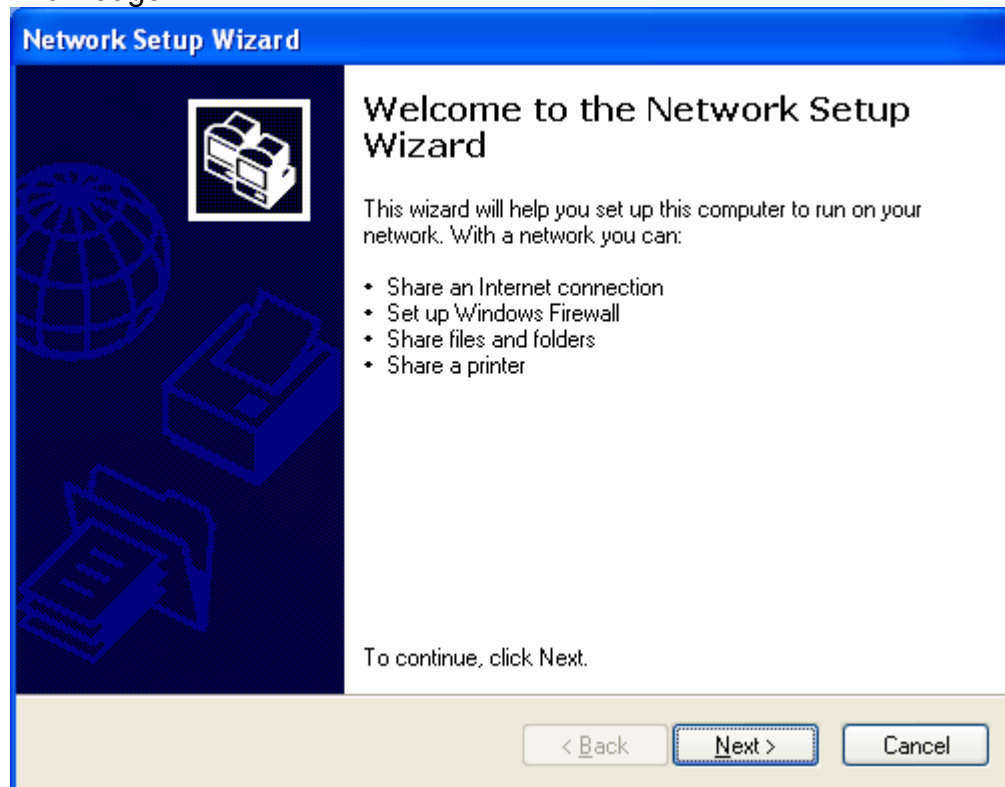 Network Setup Wizard
Welcome to the Network Setup
Wizard
This wizard will help you set up this computer to run on your
network. With a network you can:
• Share an Internet connection
• Set up Windows Firewall
• Share files and folders
• Share a printer
To continue, click Next.
< Back Next > Cancel